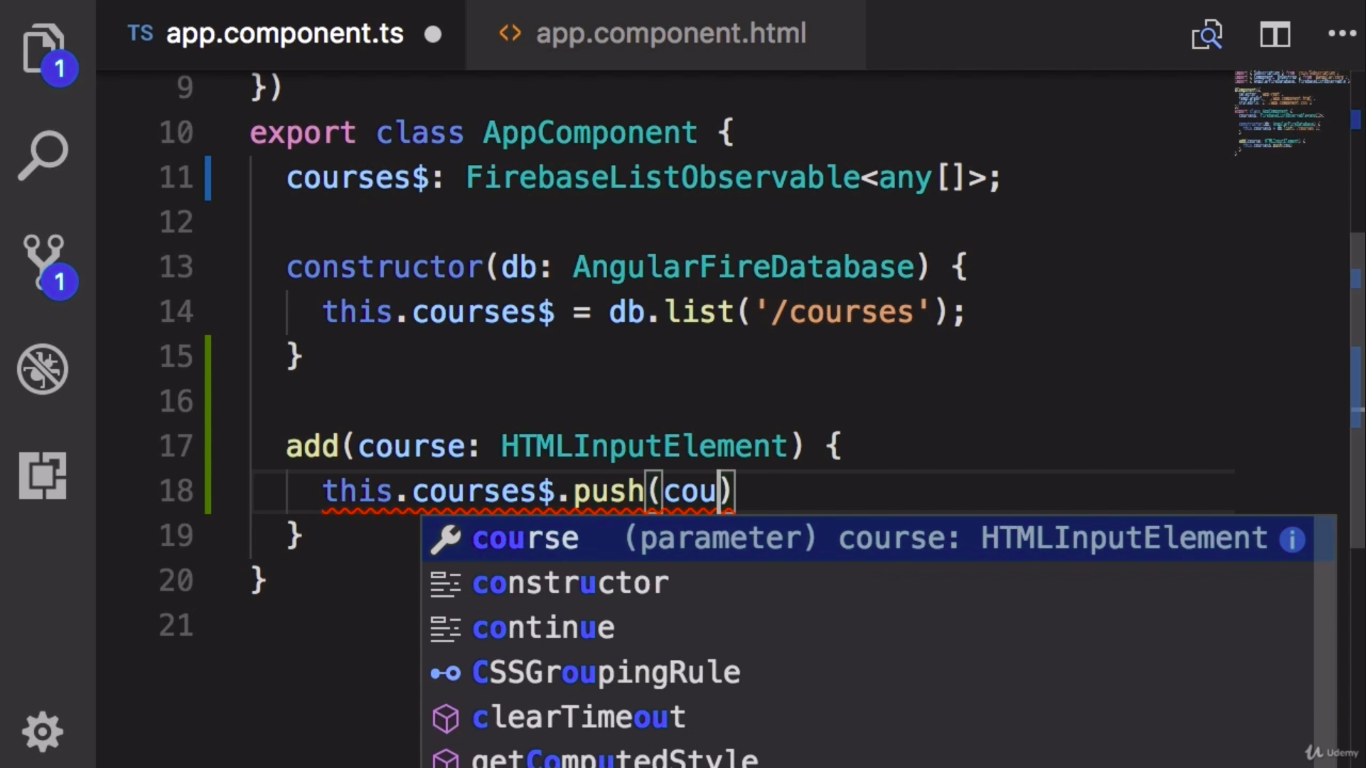 TS app.component.ts
<> app.component.html
1
1
9 })
10 export class AppComponent {
11 courses$: FirebaseListObservable<any[]>;
12
13 constructor(db: AngularFireDatabase) {
14 this.courses$ = db.list('/courses');
15 }
16
17 add(course: HTMLInputElement) {
18 this.courses$.push(cou)
19 }
20 }
21
course (parameter) course: HTMLInputElement
constructor
continue
CSSGroupingRule
clearTimeout
getComputedStyle
Udemy